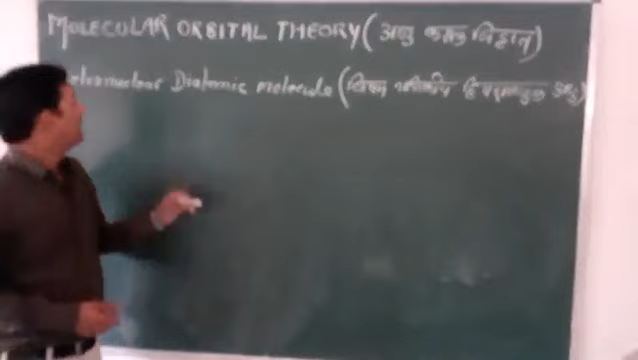 MOLECULAR ORBITAL THEORY (अणु कक्षक सिद्धान्त)
Diatomic molecule (विषम नाभिकीय द्विपरमाणुक अणु)